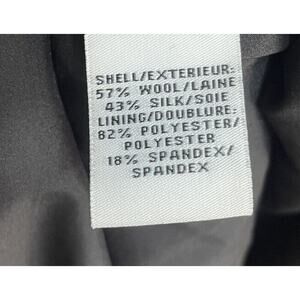 SHELL/EXTERIEUR:
57% WOOL/LAINE
43% SILK/SOIE
LINING/DOUBLURE:
82% POLYESTER/
POLYESTER
18% SPANDEX/
SPANDEX